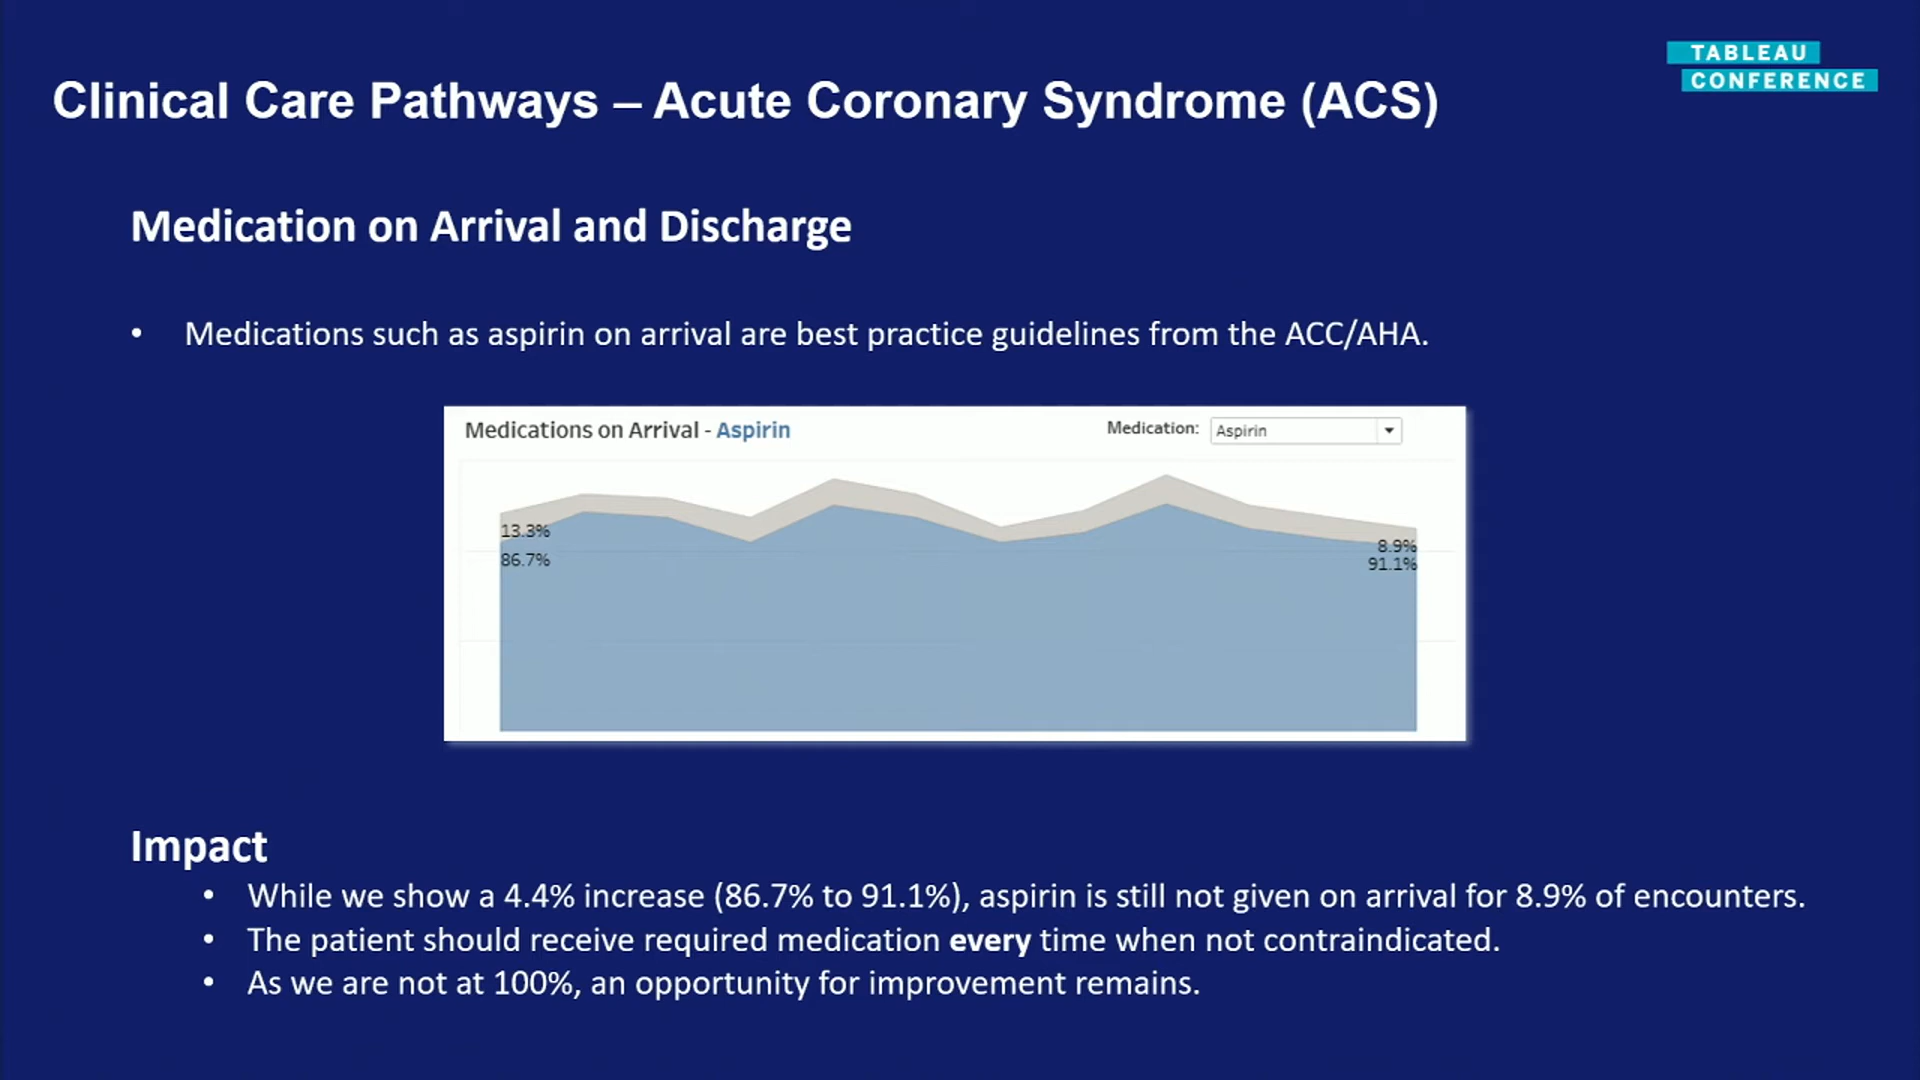 TABLEAU
CONFERENCE
Clinical Care Pathways – Acute Coronary Syndrome (ACS)
Medication on Arrival and Discharge
• Medications such as aspirin on arrival are best practice guidelines from the ACC/AHA.
Medications on Arrival - Aspirin
Medication: Aspirin
13.3%
86.7%
8.9%
91.1%
Impact
• While we show a 4.4% increase (86.7% to 91.1%), aspirin is still not given on arrival for 8.9% of encounters.
• The patient should receive required medication every time when not contraindicated.
• As we are not at 100%, an opportunity for improvement remains.